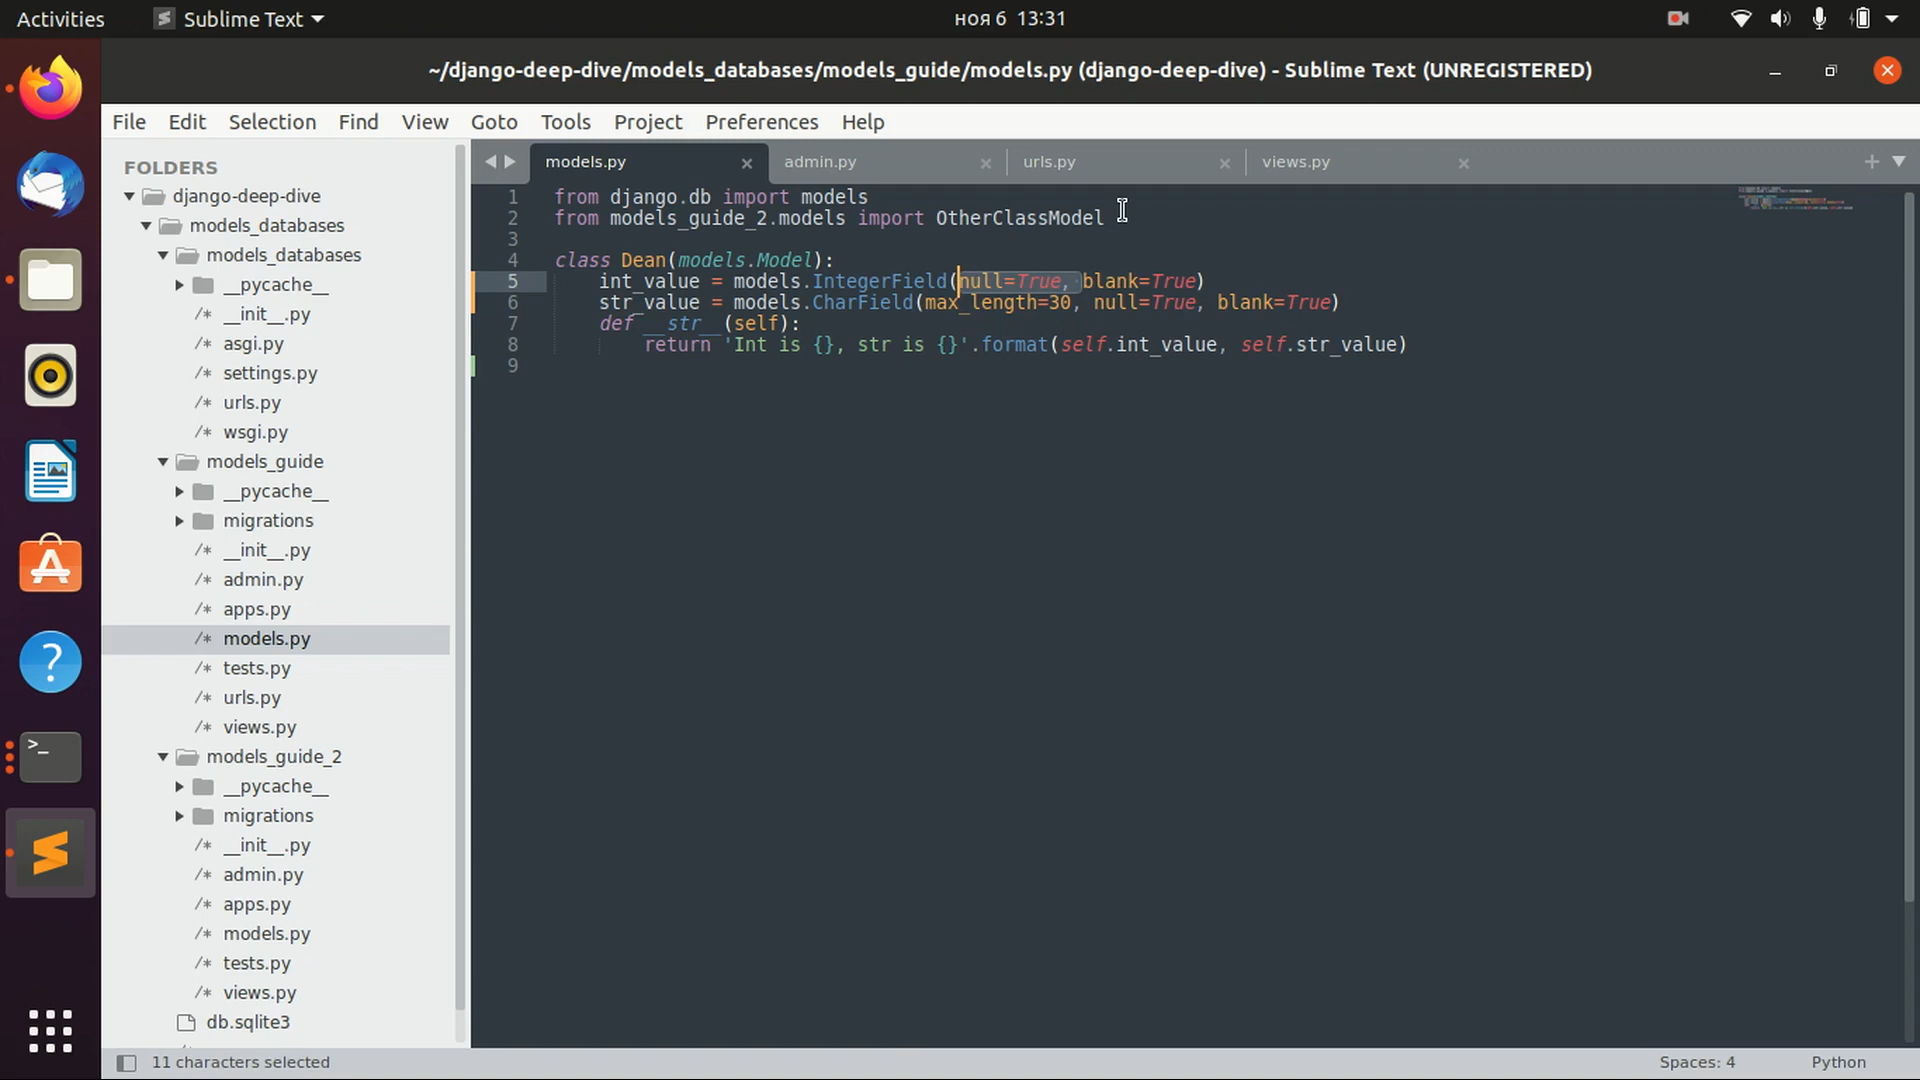 Activities
Sublime Text
ноя 6 13:31
~/django-deep-dive/models_databases/models_guide/models.py (django-deep-dive) - Sublime Text (UNREGISTERED)
File Edit Selection Find View Goto Tools Project Preferences Help
FOLDERS
django-deep-dive
models_databases
models_databases
__pycache__
/* __init__.py
/* asgi.py
/* settings.py
/* urls.py
/* wsgi.py
models_guide
__pycache__
migrations
/* __init__.py
/* admin.py
/* apps.py
/* models.py
/* tests.py
/* urls.py
/* views.py
models_guide_2
__pycache__
migrations
/* __init__.py
/* admin.py
/* apps.py
/* models.py
/* tests.py
/* views.py
db.sqlite3
models.py admin.py urls.py views.py
1 from django.db import models
2 from models_guide_2.models import OtherClassModel
3
4 class Dean(models.Model):
5 int_value = models.IntegerField(null=True, blank=True)
6 str_value = models.CharField(max_length=30, null=True, blank=True)
7 def __str__(self):
8 return 'Int is {}, str is {}'.format(self.int_value, self.str_value)
9
11 characters selected
Spaces: 4
Python